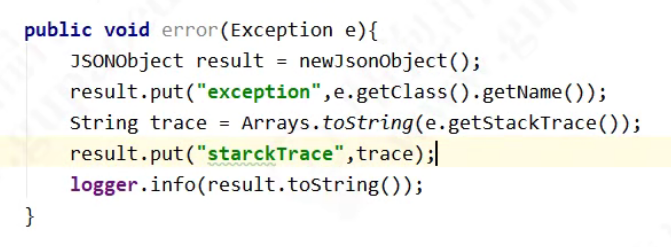 public void error(Exception e){
    JSONObject result = newJsonObject();
    result.put("exception",e.getClass().getName());
    String trace = Arrays.toString(e.getStackTrace());
    result.put("starckTrace",trace);
    logger.info(result.toString());
}